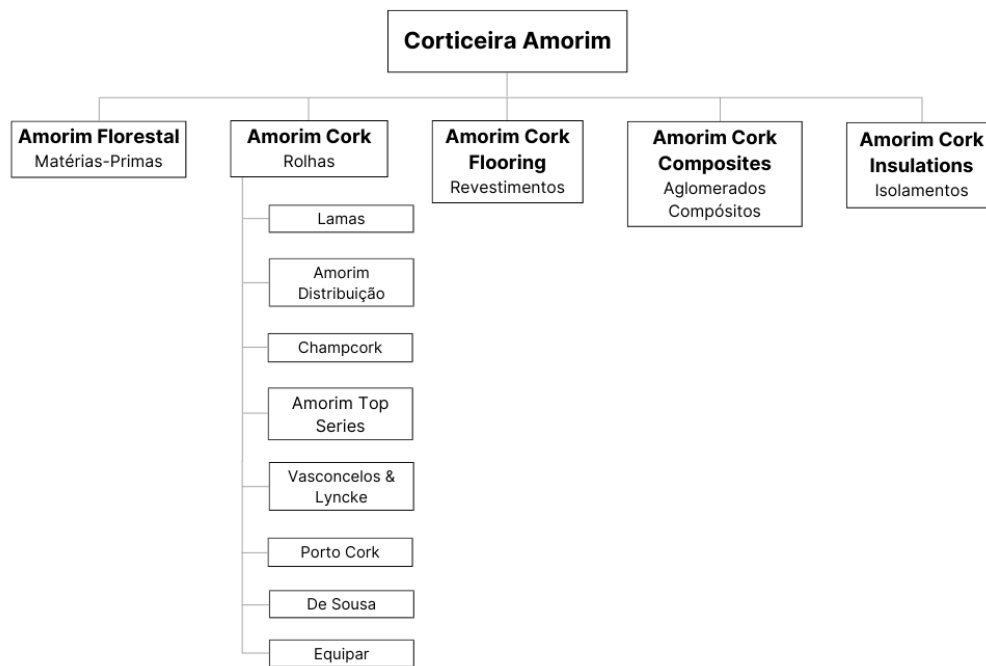 Corticeira Amorim
Amorim Florestal
Matérias-Primas
Amorim Cork
Rolhas
Amorim Cork
Flooring
Revestimentos
Amorim Cork
Composites
Aglomerados
Compósitos
Amorim Cork
Insulations
Isolamentos
Lamas
Amorim
Distribuição
Champcork
Amorim Top
Series
Vasconcelos &
Lyncke
Porto Cork
De Sousa
Equipar